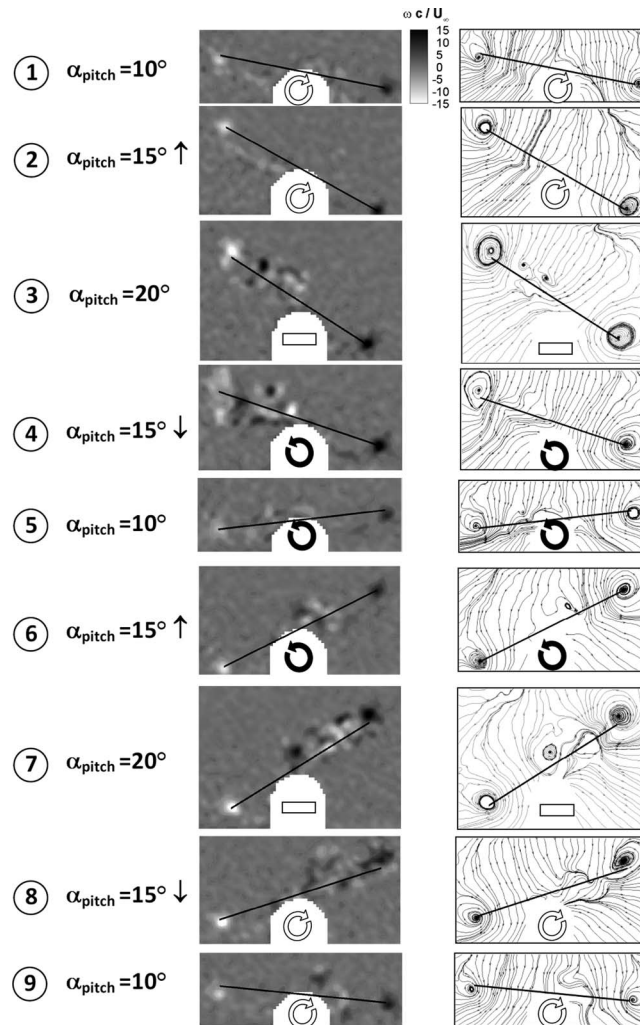 ω c / U∞
15
10
5
0
-5
-10
-15
1 αpitch =10°
2 αpitch =15° ↑
3 αpitch =20°
4 αpitch =15° ↓
5 αpitch =10°
6 αpitch =15° ↑
7 αpitch =20°
8 αpitch =15° ↓
9 αpitch =10°